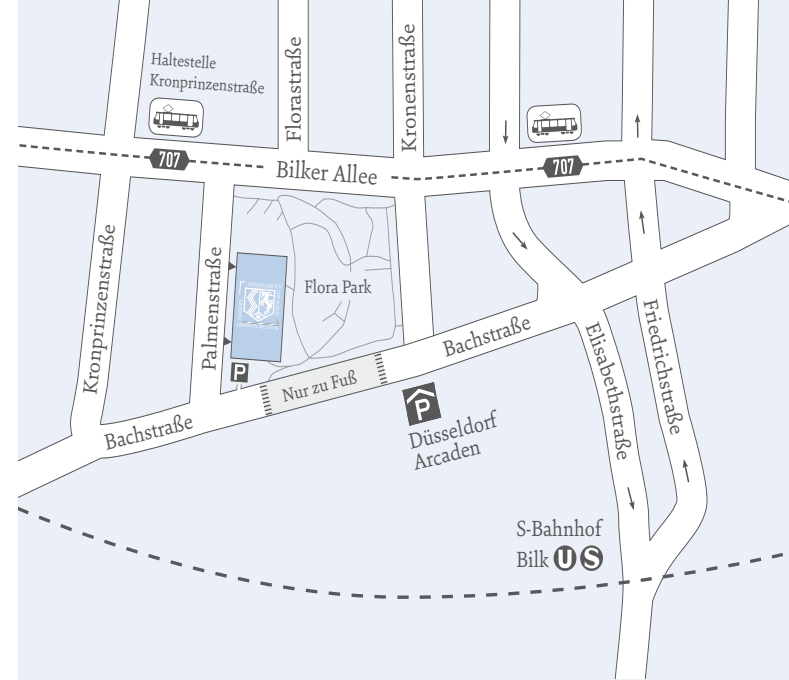 Haltestelle
Kronprinzenstraße
Florastraße
Kronenstraße
707
Bilker Allee
707
Kronprinzenstraße
Palmenstraße
Flora Park
P
Nur zu Fuß
Bachstraße
Bachstraße
P
Düsseldorf
Arcaden
Elisabethstraße
Friedrichstraße
S-Bahnhof
Bilk U S